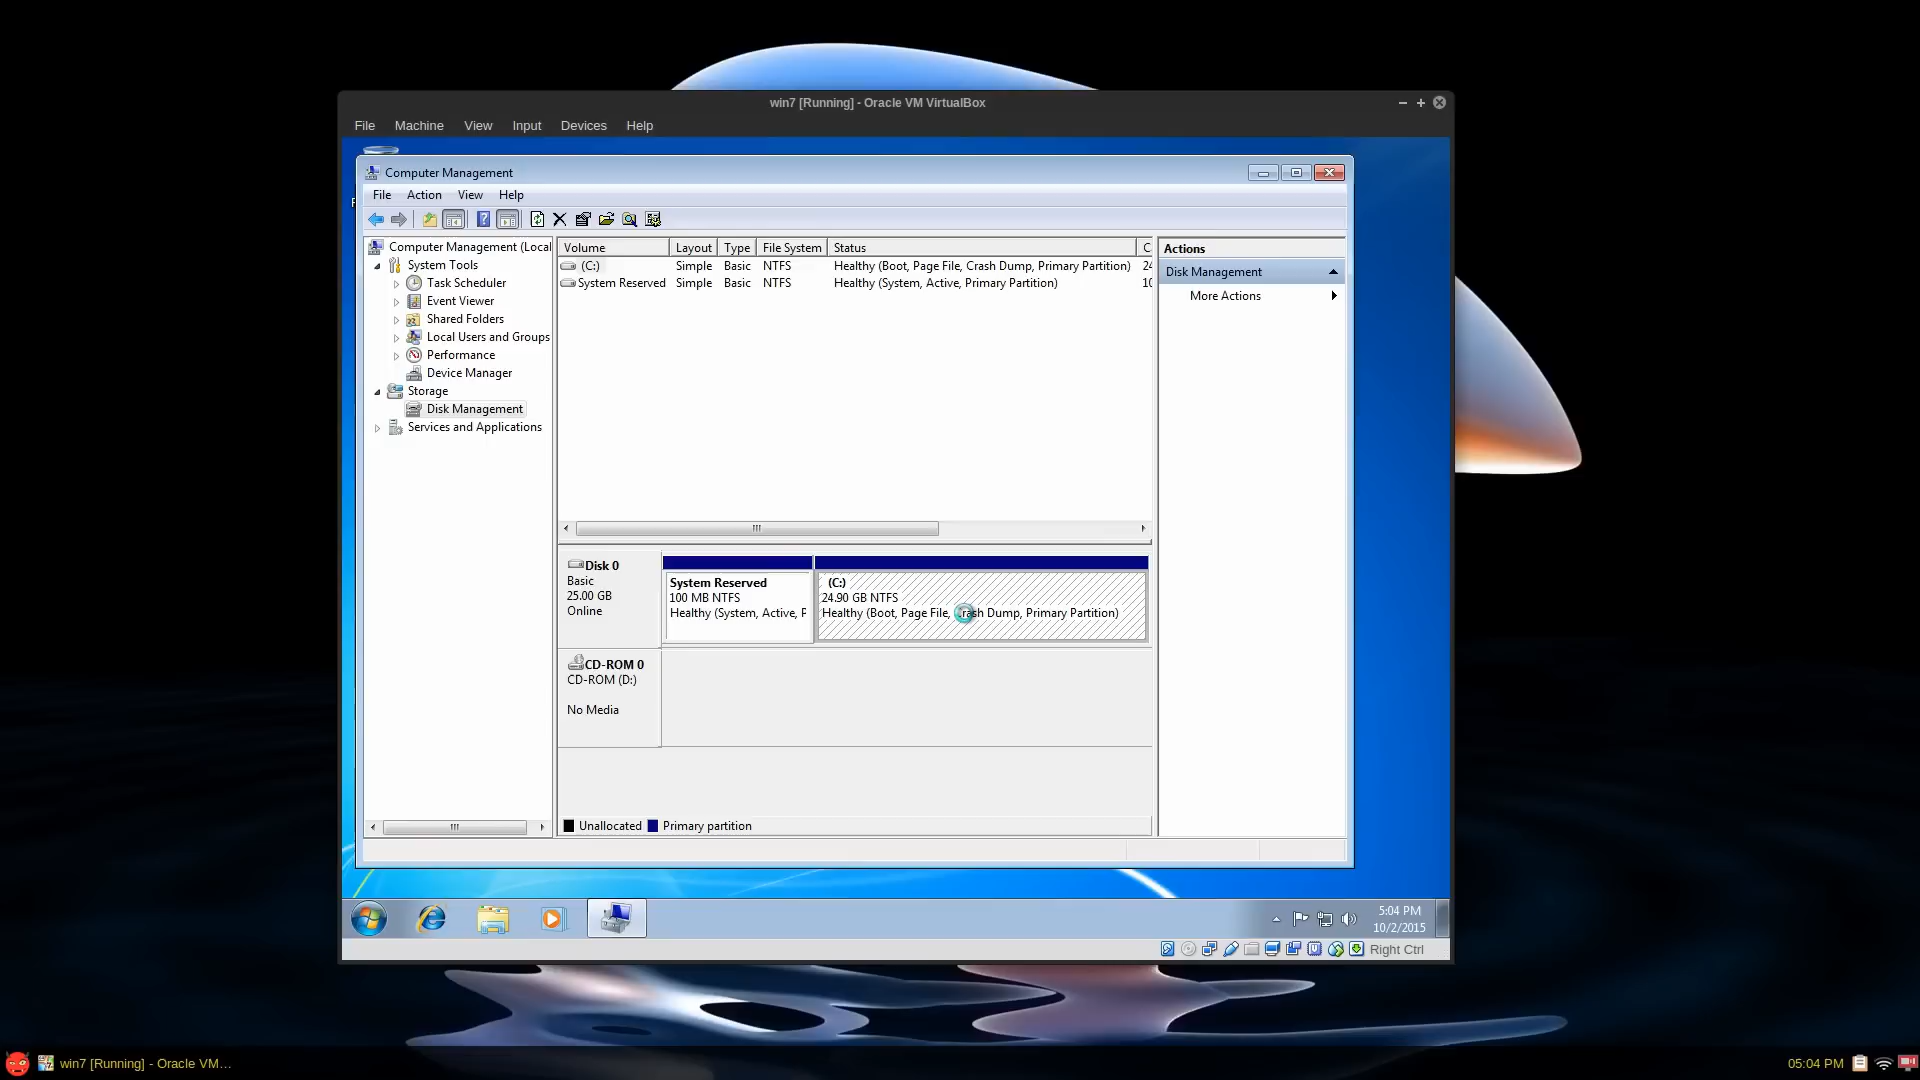 win7 [Running] - Oracle VM VirtualBox
File Machine View Input Devices Help
Computer Management
File Action View Help
Computer Management (Local
System Tools
Task Scheduler
Event Viewer
Shared Folders
Local Users and Groups
Performance
Device Manager
Storage
Disk Management
Services and Applications
Volume Layout Type File System Status C
(C:) Simple Basic NTFS Healthy (Boot, Page File, Crash Dump, Primary Partition) 24
System Reserved Simple Basic NTFS Healthy (System, Active, Primary Partition) 10
Actions
Disk Management
More Actions
Disk 0
Basic
25.00 GB
Online
System Reserved
100 MB NTFS
Healthy (System, Active, P
(C:)
24.90 GB NTFS
Healthy (Boot, Page File, Crash Dump, Primary Partition)
CD-ROM 0
CD-ROM (D:)
No Media
Unallocated Primary partition
5:04 PM
10/2/2015
Right Ctrl
win7 [Running] - Oracle VM...
05:04 PM